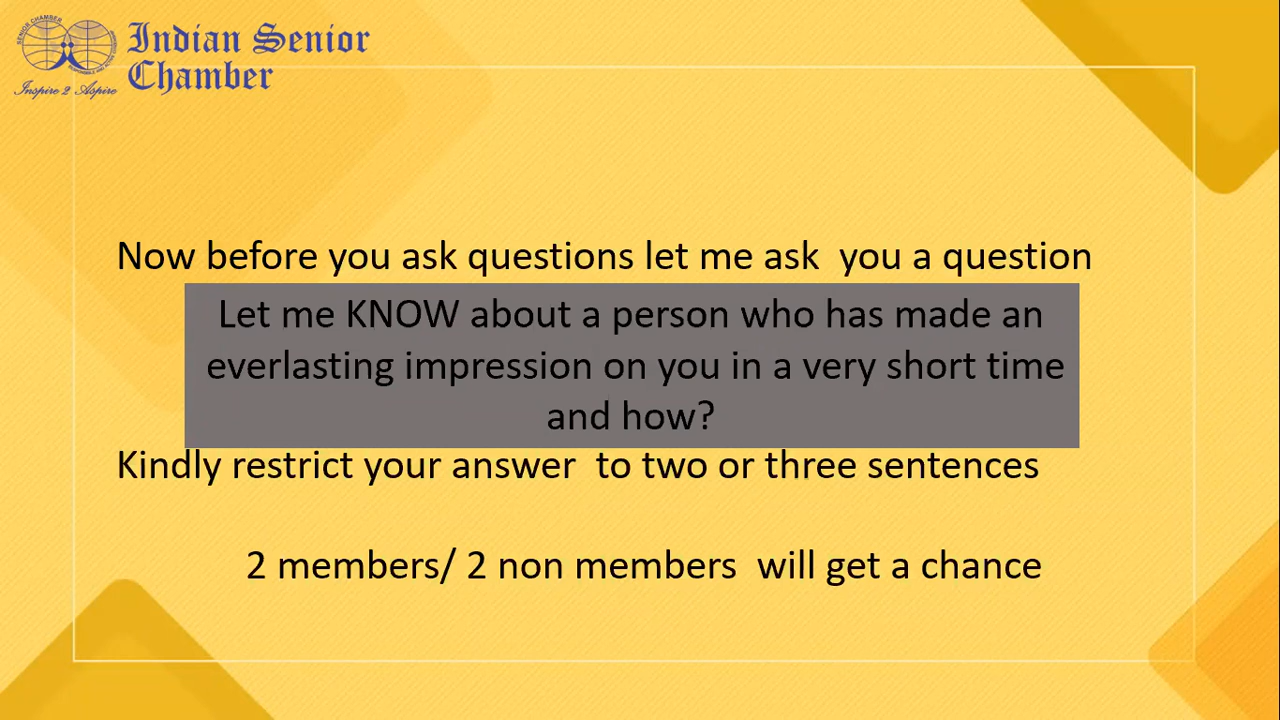 Indian Senior
Chamber
Inspire 2 Aspire
Now before you ask questions let me ask  you a question
Let me KNOW about a person who has made an
everlasting impression on you in a very short time
and how?
Kindly restrict your answer  to two or three sentences
2 members/ 2 non members  will get a chance